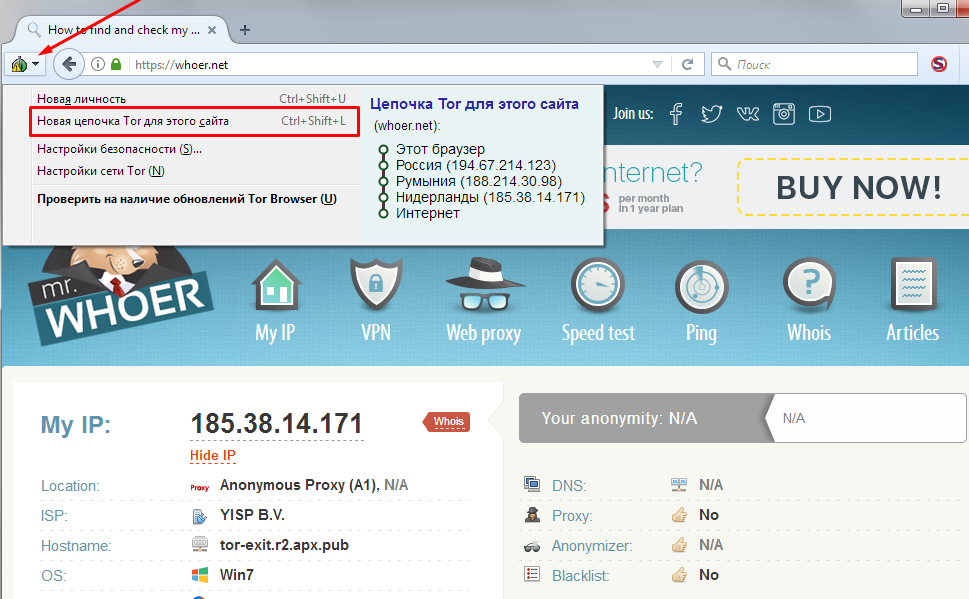 How to find and check my ...
https://whoer.net
Поиск
Новая личность Ctrl+Shift+U
Новая цепочка Tor для этого сайта Ctrl+Shift+L
Настройки безопасности (S)...
Настройки сети Tor (N)
Проверить на наличие обновлений Tor Browser (U)
Цепочка Tor для этого сайта
(whoer.net):
Этот браузер
Россия (194.67.214.123)
Румыния (188.214.30.98)
Нидерланды (185.38.14.171)
Интернет
Join us:
nternet?
per month
in 1 year plan
BUY NOW!
mr.
WHOER
My IP
VPN
Web proxy
Speed test
Ping
Whois
Articles
My IP: 185.38.14.171 Whois
Hide IP
Location: Proxy Anonymous Proxy (A1), N/A
ISP: YISP B.V.
Hostname: tor-exit.r2.apx.pub
OS: Win7
Your anonymity: N/A N/A
DNS: N/A
Proxy: No
Anonymizer: N/A
Blacklist: No